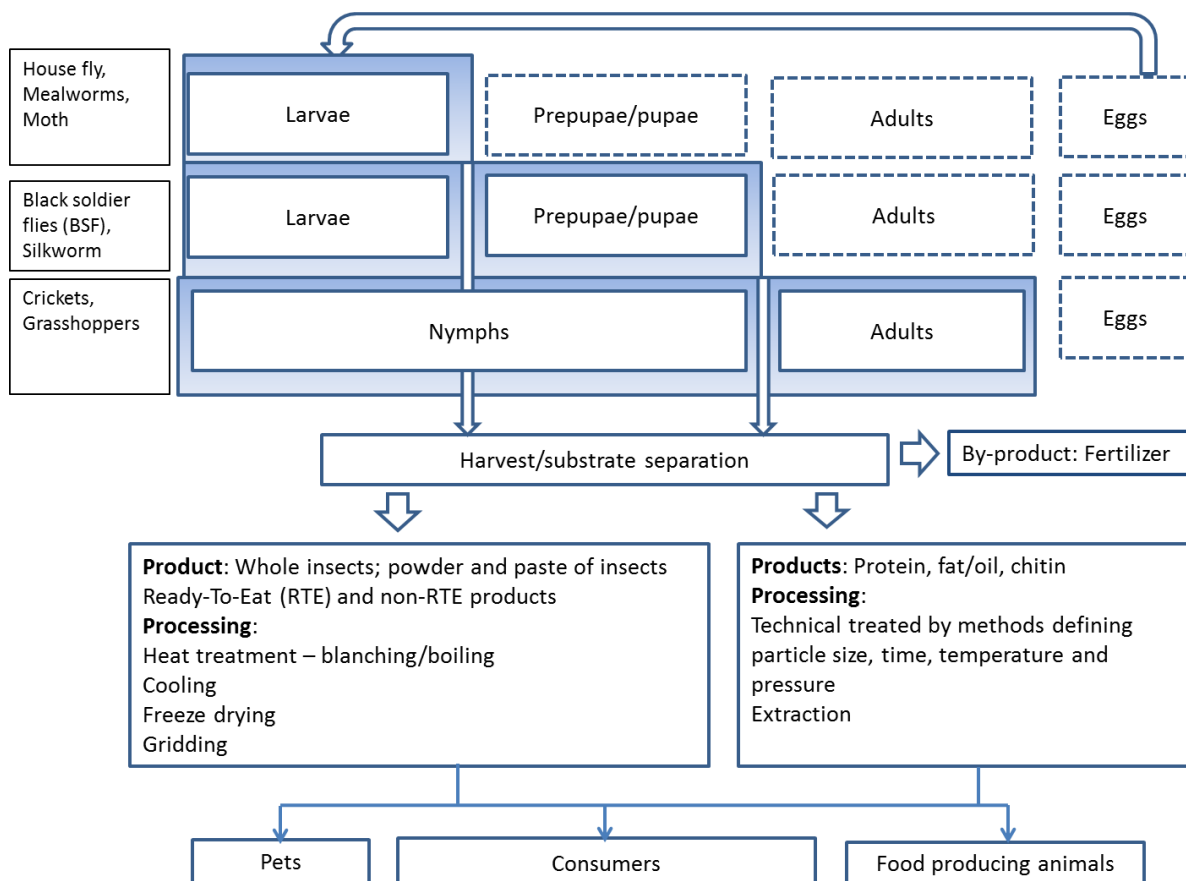 House fly,
Mealworms,
Moth
Larvae
Prepupae/pupae
Adults
Eggs
Black soldier
flies (BSF),
Silkworm
Larvae
Prepupae/pupae
Adults
Eggs
Crickets,
Grasshoppers
Nymphs
Adults
Eggs
Harvest/substrate separation
By-product: Fertilizer
Product: Whole insects; powder and paste of insects
Ready-To-Eat (RTE) and non-RTE products
Processing:
Heat treatment – blanching/boiling
Cooling
Freeze drying
Gridding
Products: Protein, fat/oil, chitin
Processing:
Technical treated by methods defining
particle size, time, temperature and
pressure
Extraction
Pets
Consumers
Food producing animals